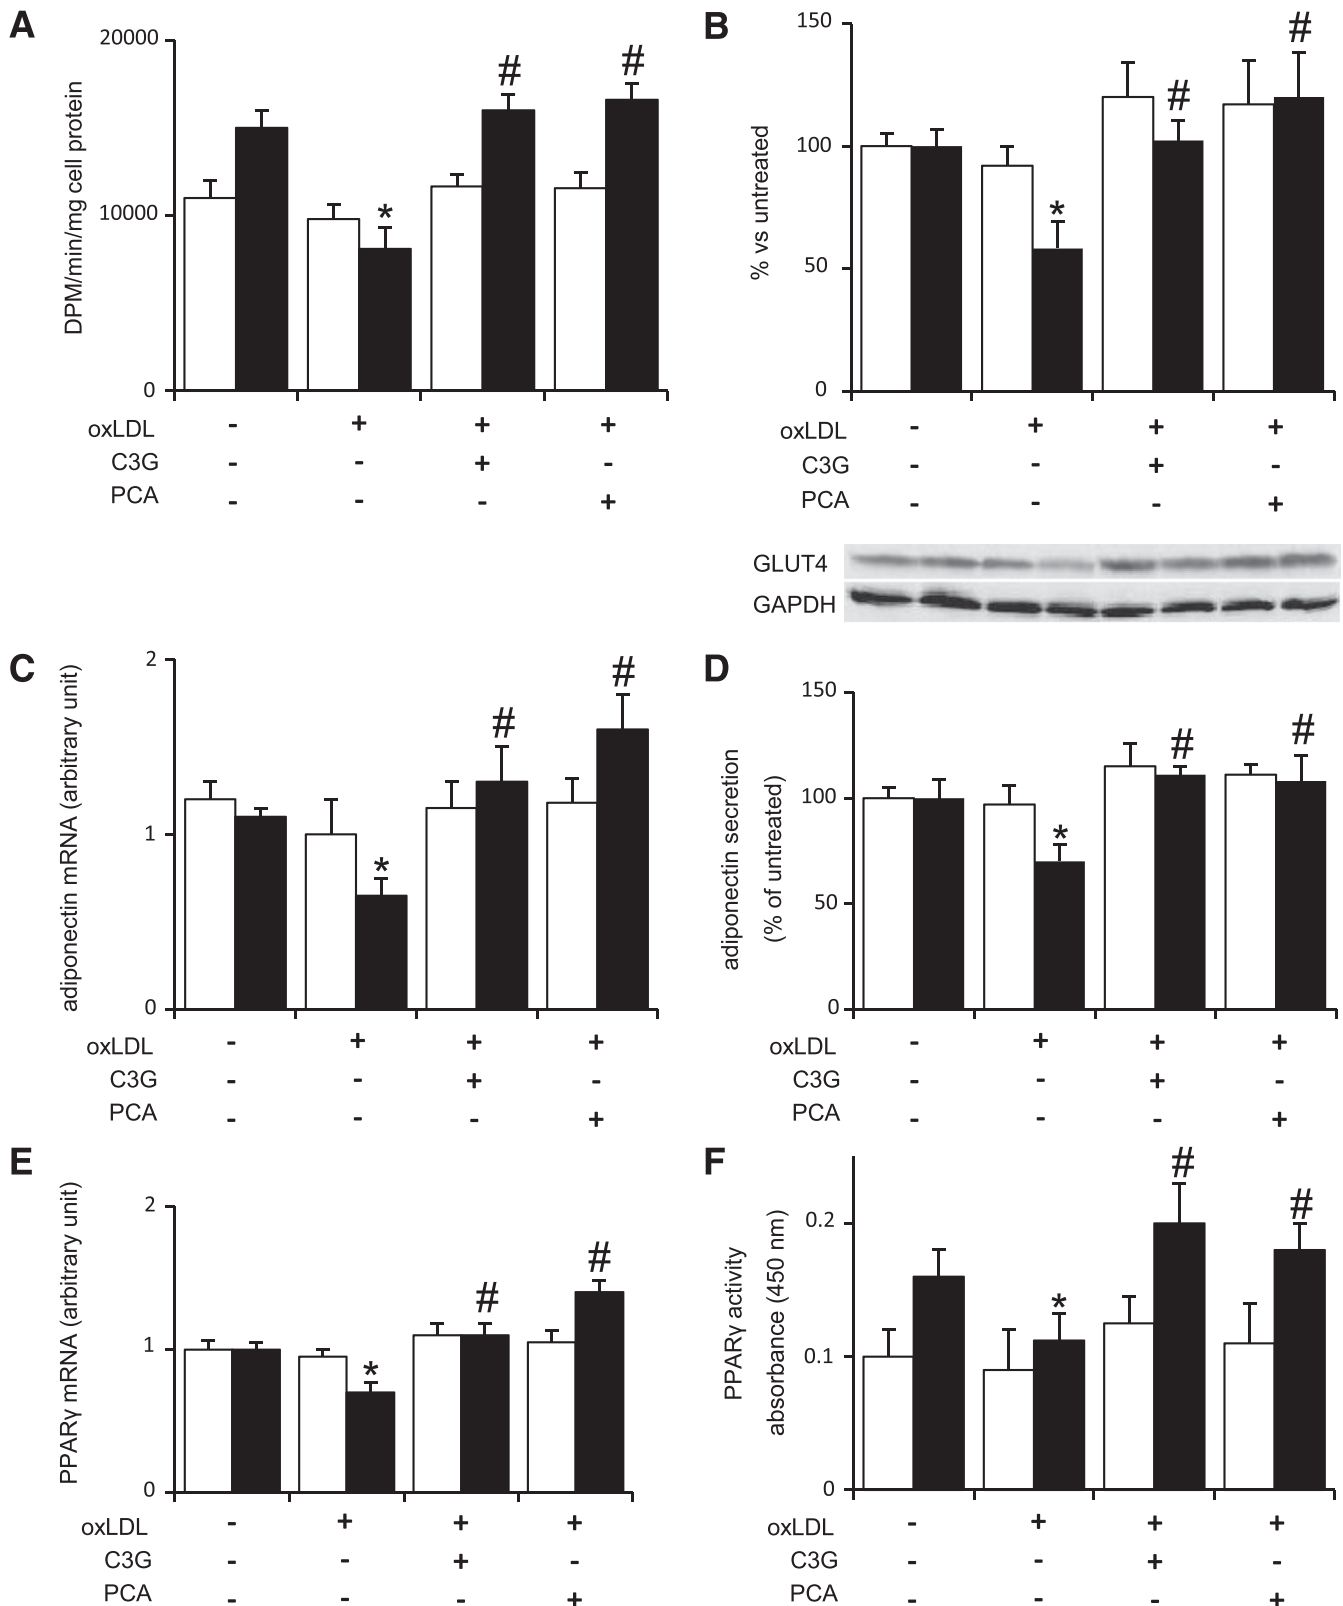 A
DPM/min/mg cell protein
20000
10000
0
#
#
*
oxLDL - + + +
C3G - - + -
PCA - - - +
B
% vs untreated
150
100
50
0
#
#
*
oxLDL - + + +
C3G - - + -
PCA - - - +
GLUT4
GAPDH
C
adiponectin mRNA (arbitrary unit)
2
1
0
#
#
*
oxLDL - + + +
C3G - - + -
PCA - - - +
D
adiponectin secretion
(% of untreated)
150
100
50
0
#
#
*
oxLDL - + + +
C3G - - + -
PCA - - - +
E
PPARγ mRNA (arbitrary unit)
2
1
0
#
#
*
oxLDL - + + +
C3G - - + -
PCA - - - +
F
PPARγ activity
absorbance (450 nm)
0.2
0.1
0
#
#
*
oxLDL - + + +
C3G - - + -
PCA - - - +